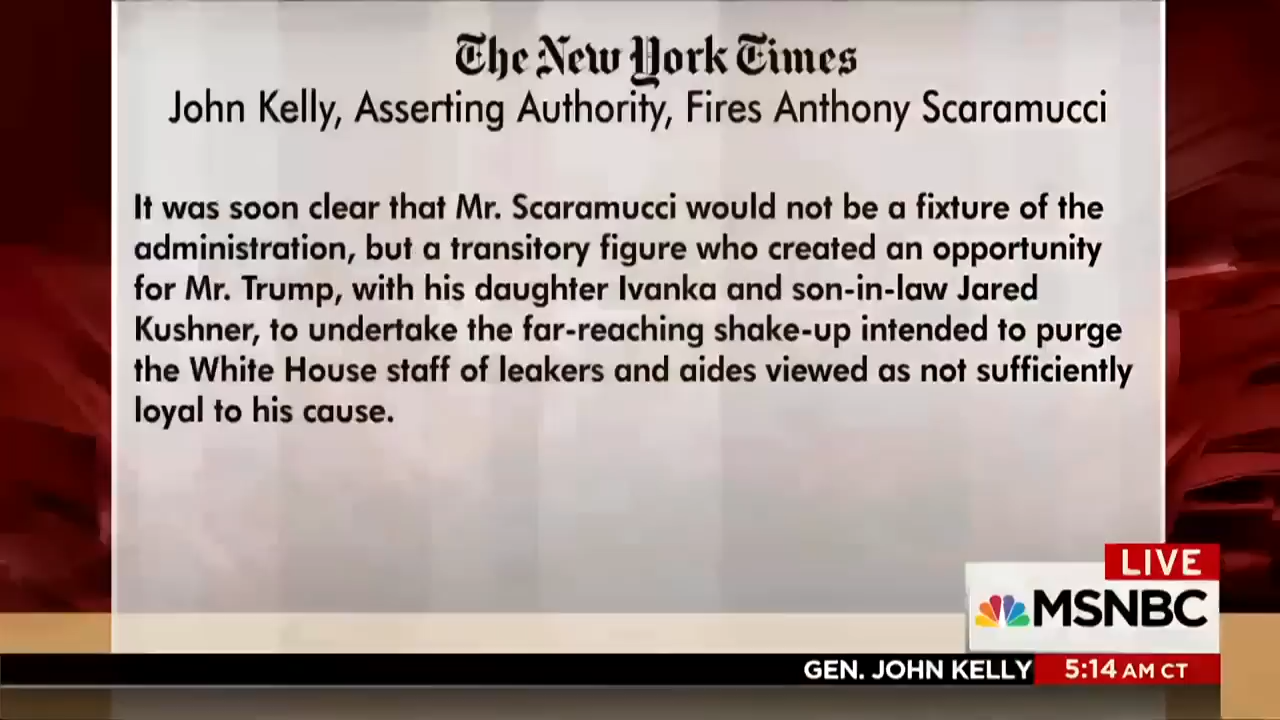 The New York Times
John Kelly, Asserting Authority, Fires Anthony Scaramucci
It was soon clear that Mr. Scaramucci would not be a fixture of the
administration, but a transitory figure who created an opportunity
for Mr. Trump, with his daughter Ivanka and son-in-law Jared
Kushner, to undertake the far-reaching shake-up intended to purge
the White House staff of leakers and aides viewed as not sufficiently
loyal to his cause.
LIVE
MSNBC
GEN. JOHN KELLY 5:14 AM CT